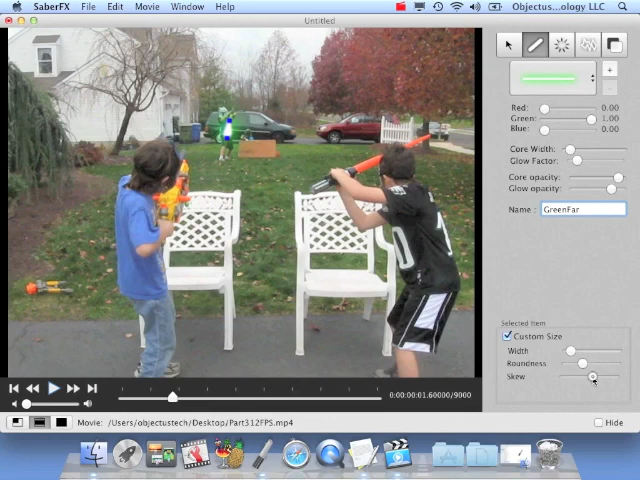 SaberFX File Edit Movie Window Help Objectus...ology LLC
Untitled
Red: 0.00
Green: 1.00
Blue: 0.00
Core Width:
Glow Factor:
Core opacity:
Glow opacity:
Name : GreenFar
Selected Item
Custom Size
Width
Roundness
Skew
0:00:00:01.60000/9000
Movie: /Users/objectustech/Desktop/Part312FPS.mp4
Hide